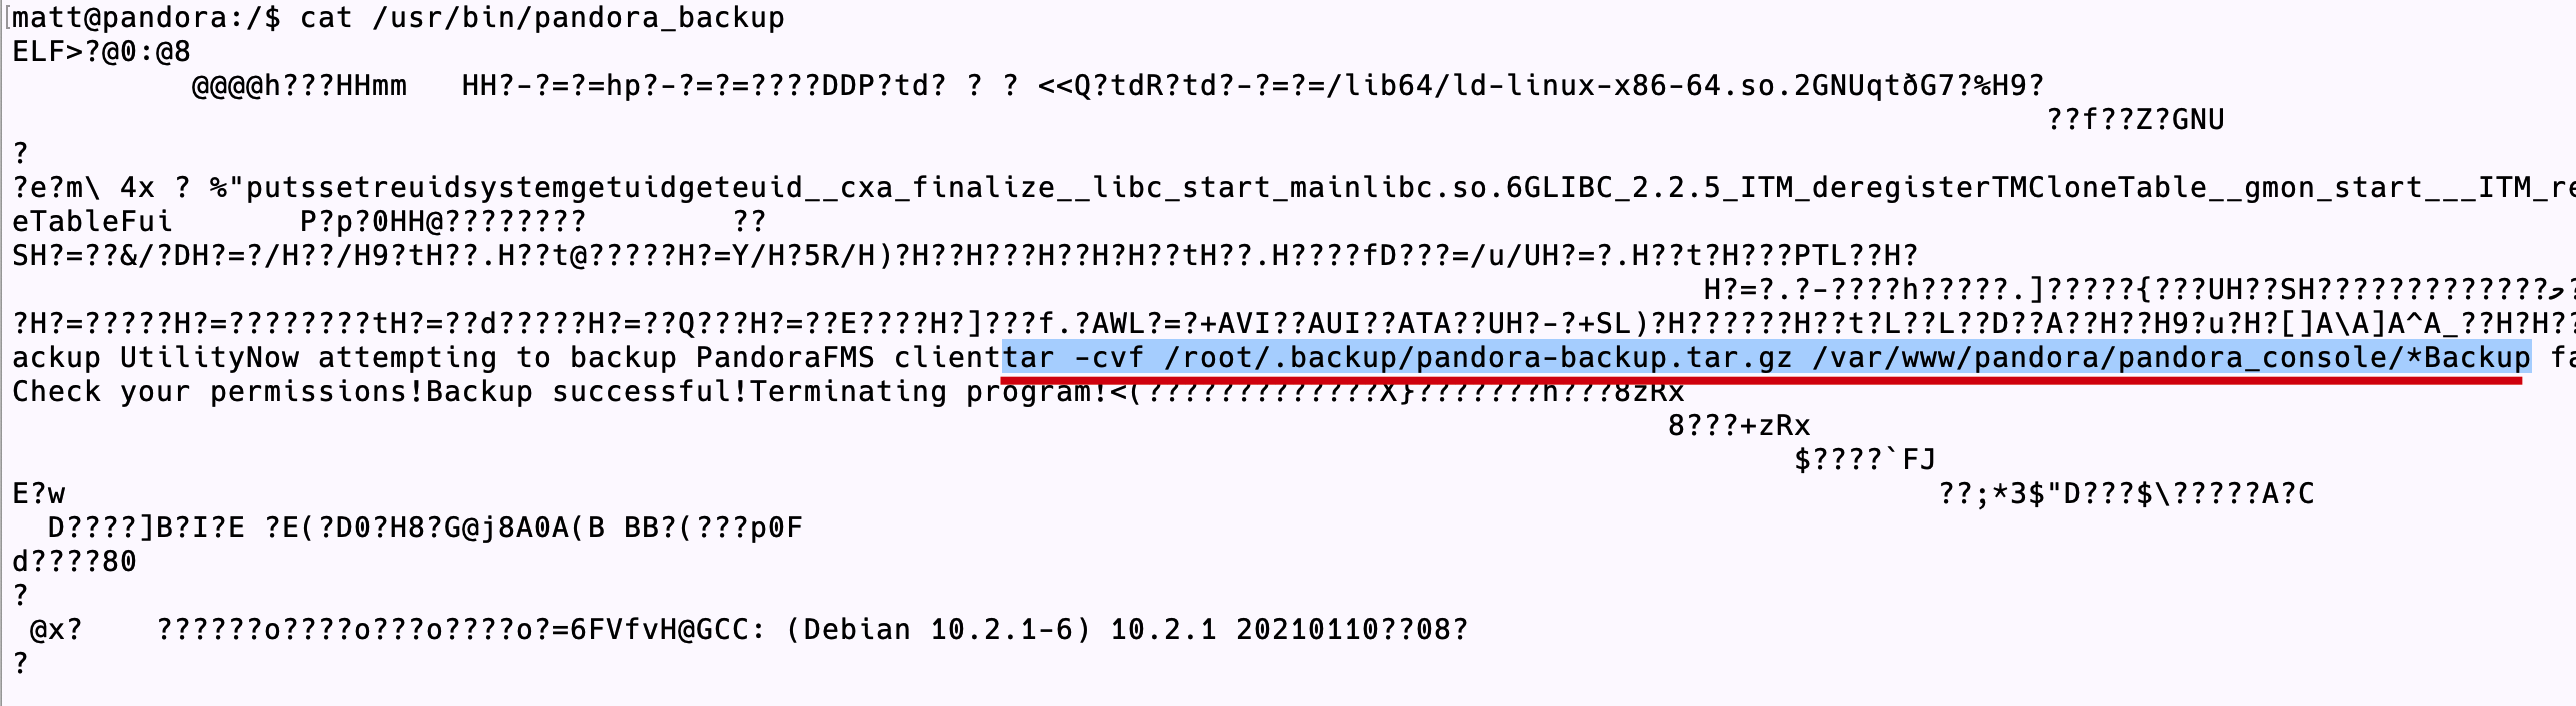 matt@pandora:/$ cat /usr/bin/pandora_backup
ELF>?@0:@8
@@@@h???HHmm   HH?-?=?=hp?-?=?=????DDP?td? ? ? <<Q?tdR?td?-?=?=/lib64/ld-linux-x86-64.so.2GNUqtðG7?%H9?
??f??Z?GNU
?
?e?m\ 4x ? %"putssetreuidsystemgetuidgeteuid__cxa_finalize__libc_start_mainlibc.so.6GLIBC_2.2.5_ITM_deregisterTMCloneTable__gmon_start___ITM_re
eTableFui       P?p?0HH@????????        ??
SH?=??&/?DH?=?/H??/H9?tH??.H??t@?????H?=Y/H?5R/H)?H??H???H??H?H??tH??.H????fD???=/u/UH?=?.H??t?H???PTL??H?
H?=?.?-????h?????.]?????{???UH??SH?????????????
?H?=?????H?=????????tH?=??d?????H?=??Q???H?=??E????H?]???f.?AWL?=?+AVI??AUI??ATA??UH?-?+SL)?H??????H??t?L??L??D??A??H??H9?u?H?[]A\A]A^A_??H?H??
ackup UtilityNow attempting to backup PandoraFMS clienttar -cvf /root/.backup/pandora-backup.tar.gz /var/www/pandora/pandora_console/*Backup fa
Check your permissions!Backup successful!Terminating program!<(?????????????X}???????h???8zRx
8???+zRx
$????`FJ
E?w ??;*3$"D???$\?????A?C
D????]B?I?E ?E(?D0?H8?G@j8A0A(B BB?(???p0F
d????80
?
@x?    ??????o????o???o????o?=6FVfvH@GCC: (Debian 10.2.1-6) 10.2.1 20210110??08?
?